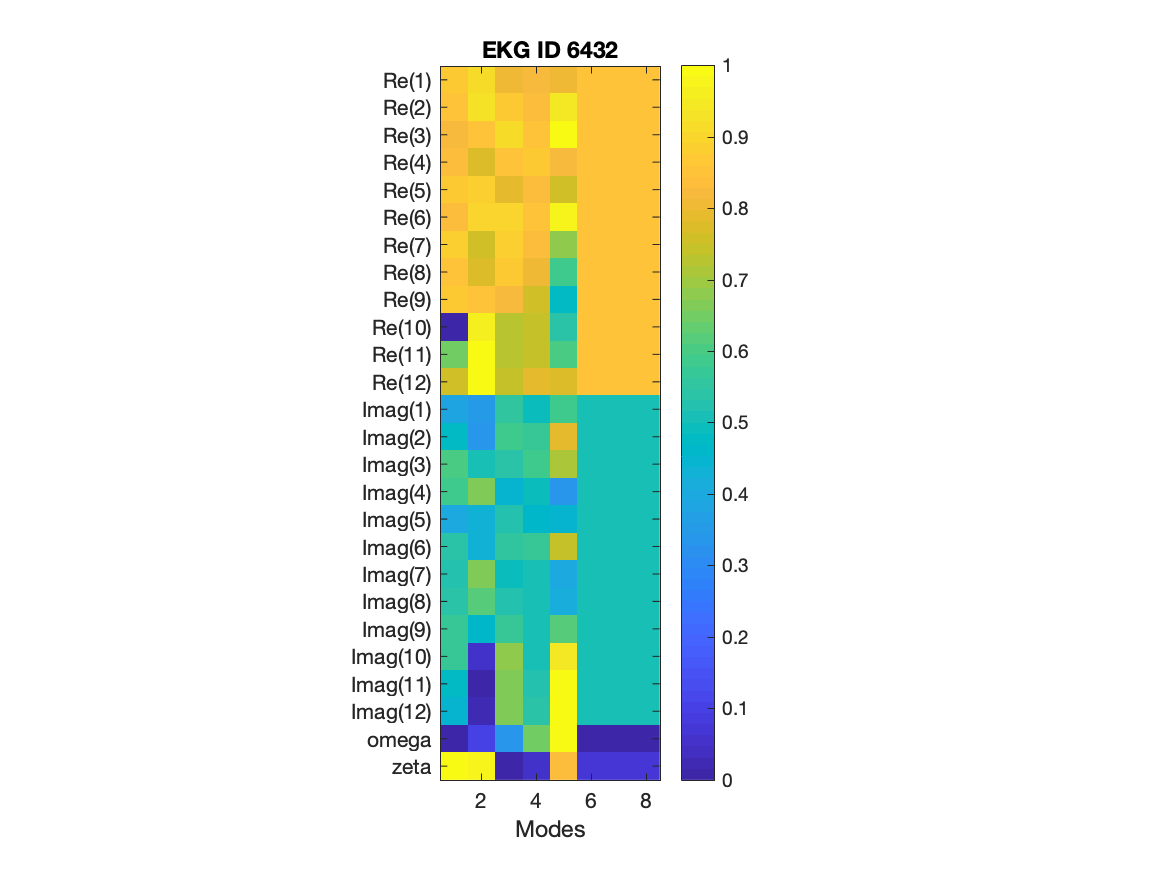 EKG ID 6432
Re(1)
Re(2)
Re(3)
Re(4)
Re(5)
Re(6)
Re(7)
Re(8)
Re(9)
Re(10)
Re(11)
Re(12)
Imag(1)
Imag(2)
Imag(3)
Imag(4)
Imag(5)
Imag(6)
Imag(7)
Imag(8)
Imag(9)
Imag(10)
Imag(11)
Imag(12)
omega
zeta
2 4 6 8
Modes
1
0.9
0.8
0.7
0.6
0.5
0.4
0.3
0.2
0.1
0